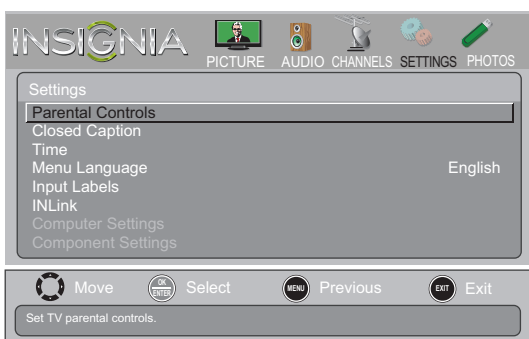 INSIGNIA
PICTURE AUDIO CHANNELS SETTINGS PHOTOS
Settings
Parental Controls
Closed Caption
Time
Menu Language English
Input Labels
INLink
Computer Settings
Component Settings
Move OK ENTER Select MENU Previous EXIT Exit
Set TV parental controls.